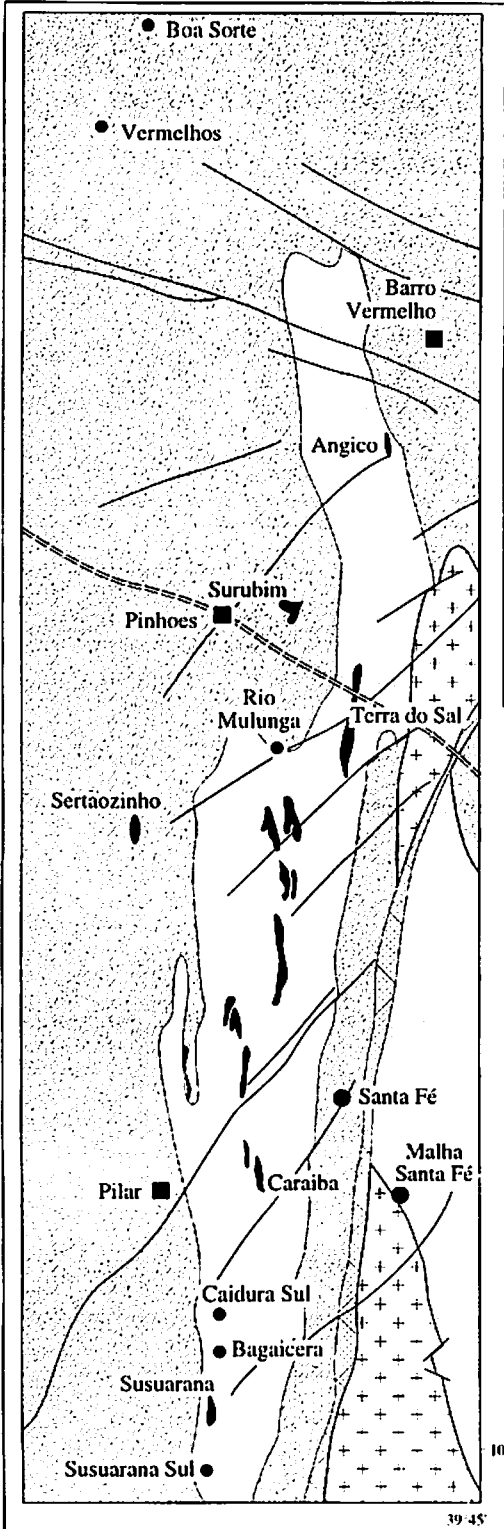 Boa Sorte
Vermelhos
Barro
Vermelho
Angico
Surubim
Pinhoes
Rio
Mulunga
Terra do Sal
Sertaozinho
Santa Fé
Malha
Santa Fé
Pilar
Caraiba
Caidura Sul
Bagaicera
Susuarana
Susuarana Sul
10
39°45'